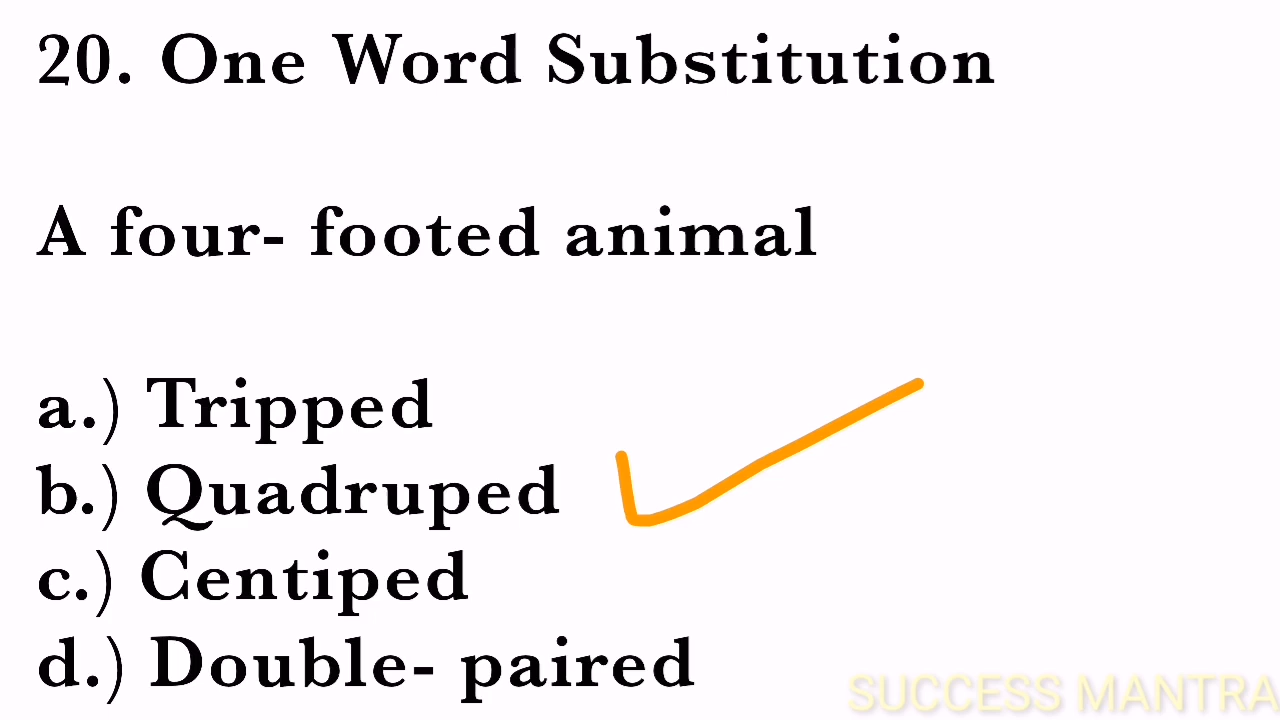 20. One Word Substitution
A four- footed animal
a.) Tripped
b.) Quadruped
c.) Centiped
d.) Double- paired
SUCCESS MANTRA